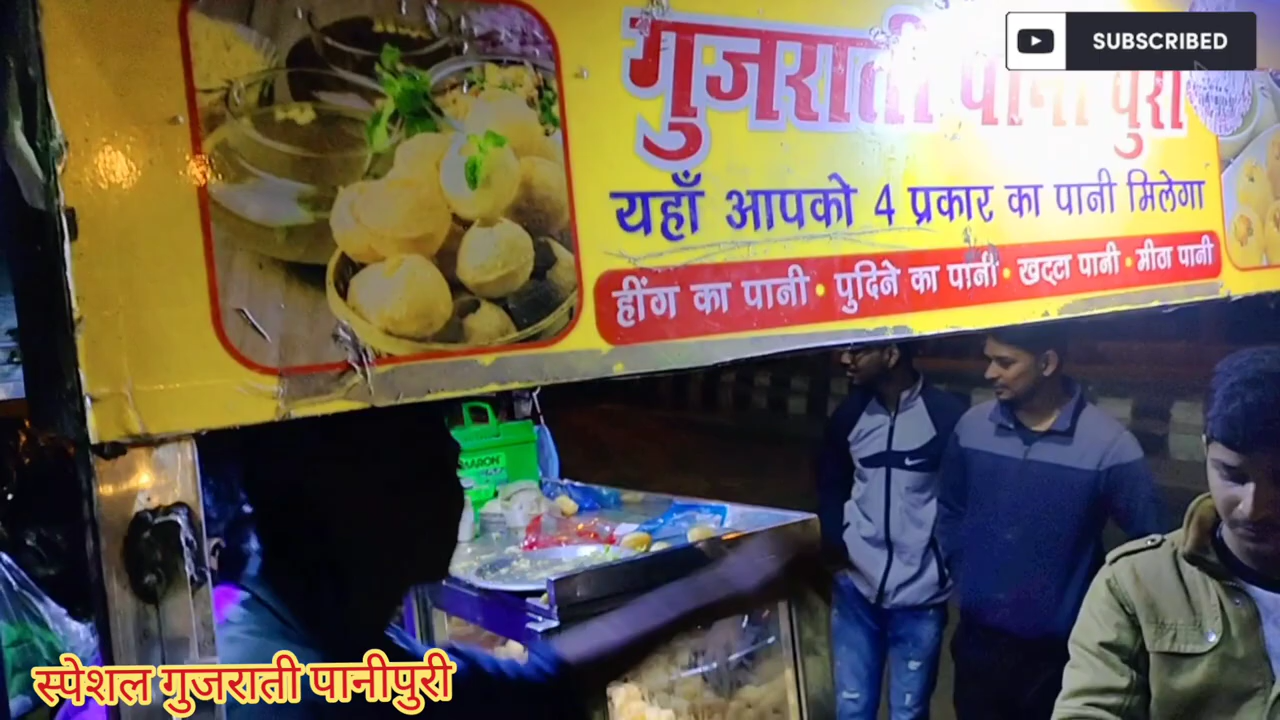 SUBSCRIBED
गुजराती पानी पुरी
यहाँ आपको 4 प्रकार का पानी मिलेगा
हींग का पानी • पुदिने का पानी • खट्टा पानी • मीठा पानी
स्पेशल गुजराती पानीपुरी